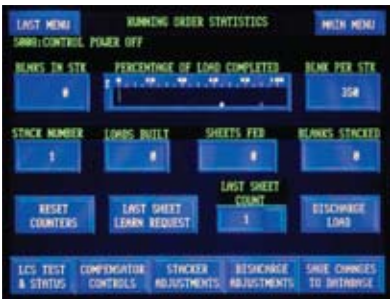 LAST MENU
RUNNING ORDER STATISTICS
MAIN MENU
CONTROL POWER OFF
BLNKS IN STK
PERCENTAGE OF LOAD COMPLETED
BLNK PER STK
0
350
STACK NUMBER
LOADS BUILT
SHEETS FED
BLANKS STACKED
1
0
0
0
RESET
COUNTERS
LAST SHEET
LEARN REQUEST
LAST SHEET
COUNT
1
DISCHARGE
LOAD
LCS TEST
& STATUS
COMPENSATOR
CONTROLS
STACKER
ADJUSTMENTS
DISCHARGE
ADJUSTMENTS
SAVE CHANGES
TO DATABASE